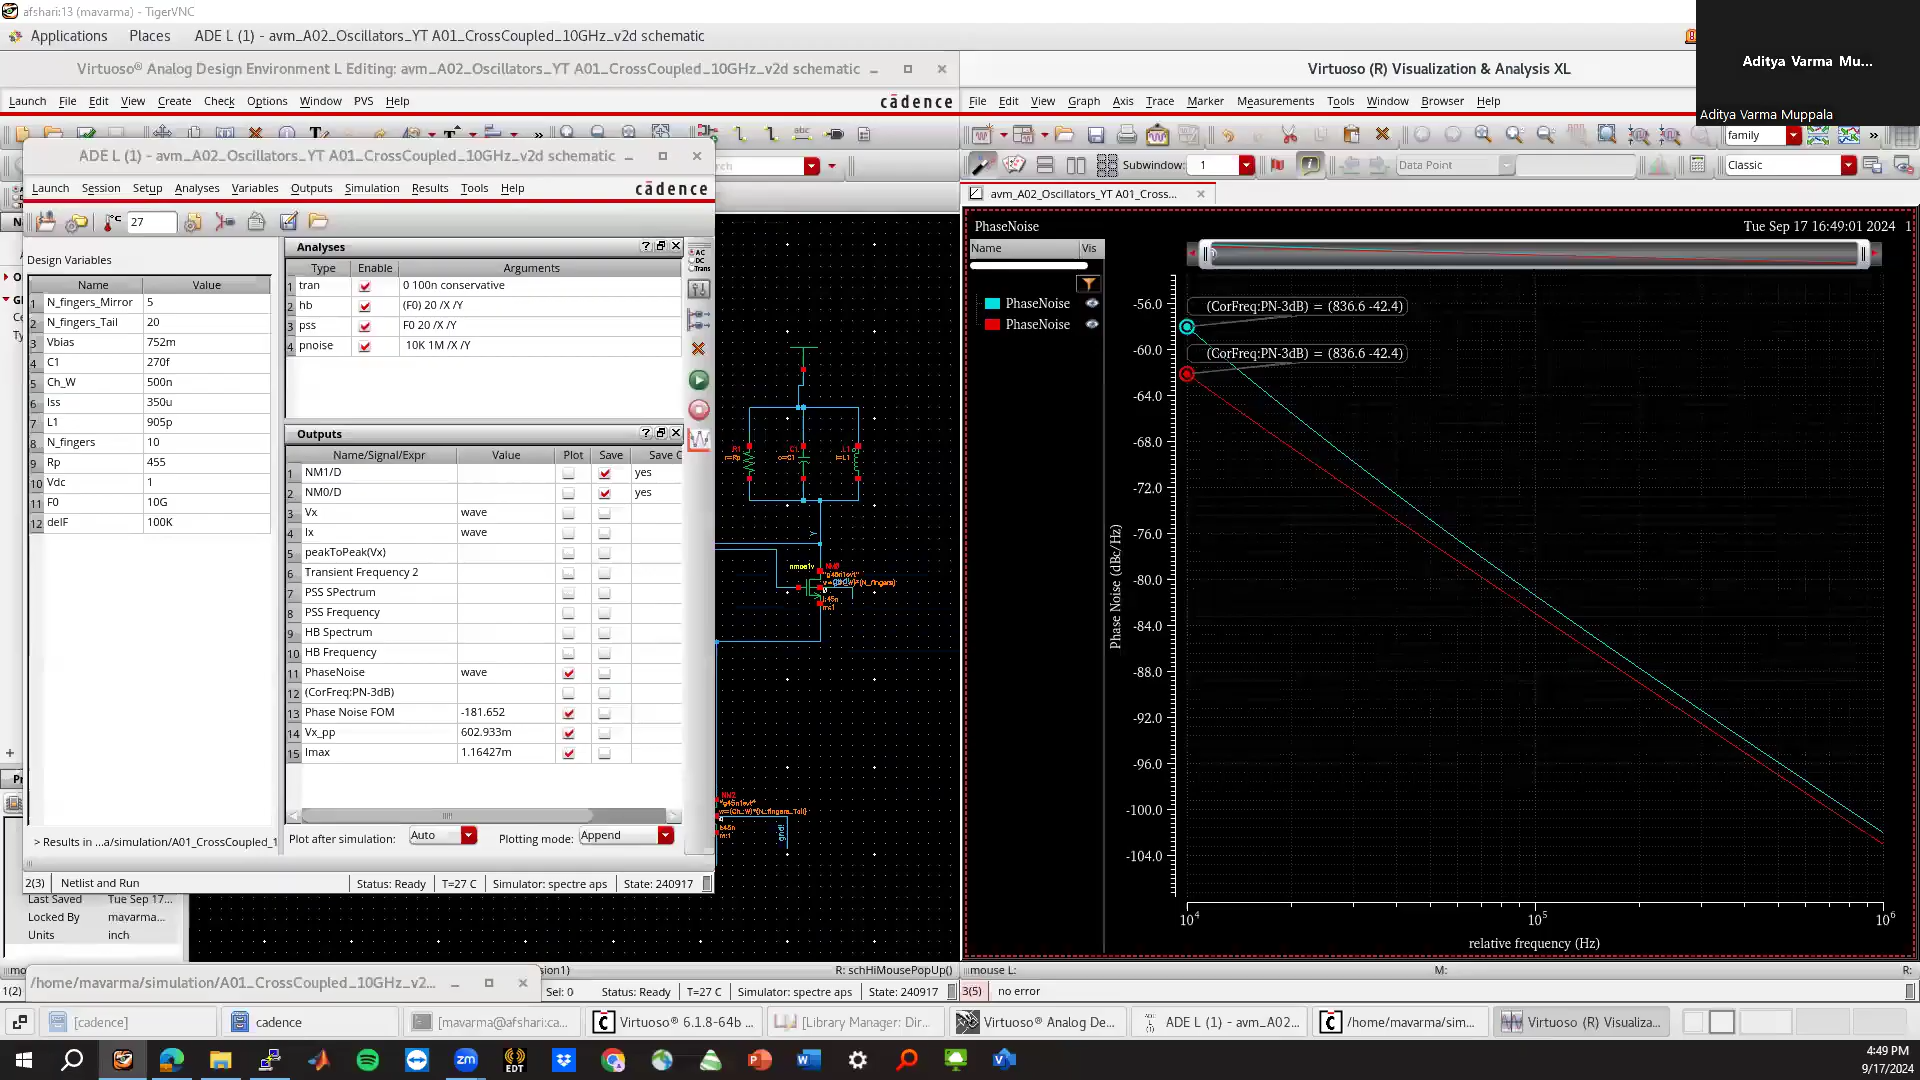 afshari:13 (mavarma) - TigerVNC
Applications Places ADE L (1) - avm_A02_Oscillators_YT A01_CrossCoupled_10GHz_v2d schematic
Virtuoso® Analog Design Environment L Editing: avm_A02_Oscillators_YT A01_CrossCoupled_10GHz_v2d schematic
Launch File Edit View Create Check Options Window PVS Help
cādence
ADE L (1) - avm_A02_Oscillators_YT A01_CrossCoupled_10GHz_v2d schematic
Launch Session Setup Analyses Variables Outputs Simulation Results Tools Help
cādence
°C 27
Design Variables
Name Value
1 N_fingers_Mirror 5
2 N_fingers_Tail 20
3 Vbias 752m
4 C1 270f
5 Ch_W 500n
6 Iss 350u
7 L1 905p
8 N_fingers 10
9 Rp 455
10 Vdc 1
11 F0 10G
12 delF 100K
> Results in ...a/simulation/A01_CrossCoupled_1
Analyses
Type Enable Arguments
1 tran 0 100n conservative
2 hb (F0) 20 /X /Y
3 pss F0 20 /X /Y
4 pnoise 10K 1M /X /Y
AC
DC
Trans
Outputs
Name/Signal/Expr Value Plot Save Save C
1 NM1/D yes
2 NM0/D yes
3 Vx wave
4 Ix wave
5 peakToPeak(Vx)
6 Transient Frequency 2
7 PSS SPectrum
8 PSS Frequency
9 HB Spectrum
10 HB Frequency
11 PhaseNoise wave
12 (CorFreq:PN-3dB)
13 Phase Noise FOM -181.652
14 Vx_pp 602.933m
15 Imax 1.16427m
Plot after simulation: Auto Plotting mode: Append
2(3) Netlist and Run Status: Ready T=27 C Simulator: spectre aps State: 240917
Last Saved Tue Sep 17...
Locked By mavarma...
Units inch
/home/mavarma/simulation/A01_CrossCoupled_10GHz_v2...
sion1) R: schHiMousePopUp()
1(2) Sel: 0 Status: Ready T=27 C Simulator: spectre aps State: 240917
Virtuoso (R) Visualization & Analysis XL
Aditya Varma Mu...
Aditya Varma Muppala
File Edit View Graph Axis Trace Marker Measurements Tools Window Browser Help
family
Subwindow: 1 Data Point Classic
avm_A02_Oscillators_YT A01_Cross...
PhaseNoise Tue Sep 17 16:49:01 2024 1
Name Vis
PhaseNoise
PhaseNoise
(CorFreq:PN-3dB) = (836.6 -42.4)
(CorFreq:PN-3dB) = (836.6 -42.4)
Phase Noise (dBc/Hz)
-56.0
-60.0
-64.0
-68.0
-72.0
-76.0
-80.0
-84.0
-88.0
-92.0
-96.0
-100.0
-104.0
10⁴ 10⁵ 10⁶
relative frequency (Hz)
mouse L: M: R:
3(5) no error
[cadence] cadence [mavarma@afshari:ca... Virtuoso® 6.1.8-64b ... [Library Manager: Dir... Virtuoso® Analog De... ADE L (1) - avm_A02... /home/mavarma/sim... Virtuoso (R) Visualiza...
zm EDT
4:49 PM
9/17/2024